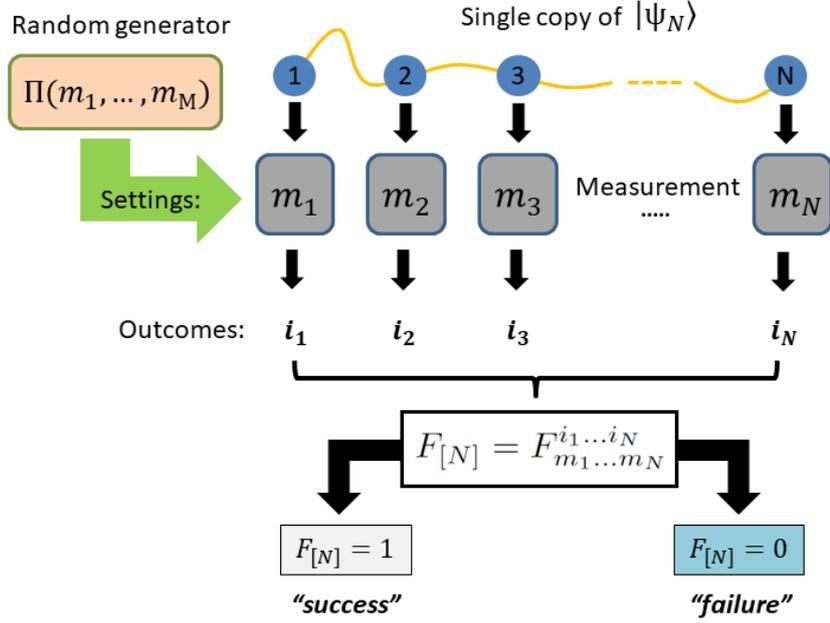 Random generator
Single copy of |ψ_N⟩
Π(m_1, … , m_M)
1 2 3 N
Settings:
m_1 m_2 m_3 Measurement ..... m_N
Outcomes: i_1 i_2 i_3 i_N
F_[N] = F^{i_1...i_N}_{m_1...m_N}
F_[N] = 1 F_[N] = 0
"success" "failure"